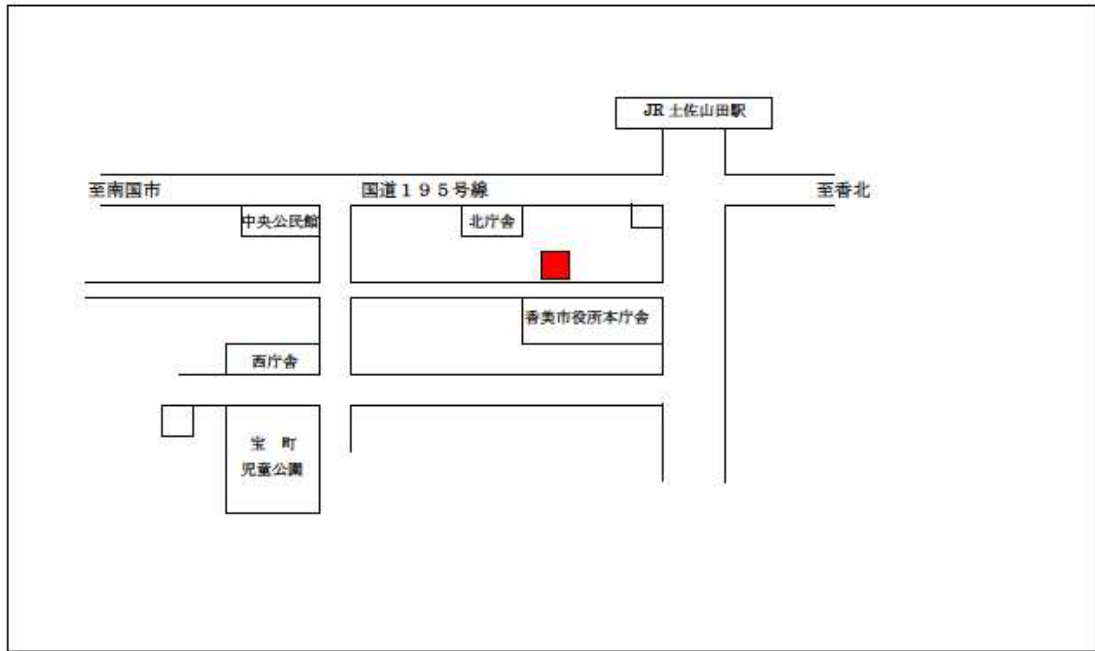 JR 土佐山田駅
至南国市
国道１９５号線
至香北
中央公民館
北庁舎
香美市役所本庁舎
西庁舎
宝　町
児童公園